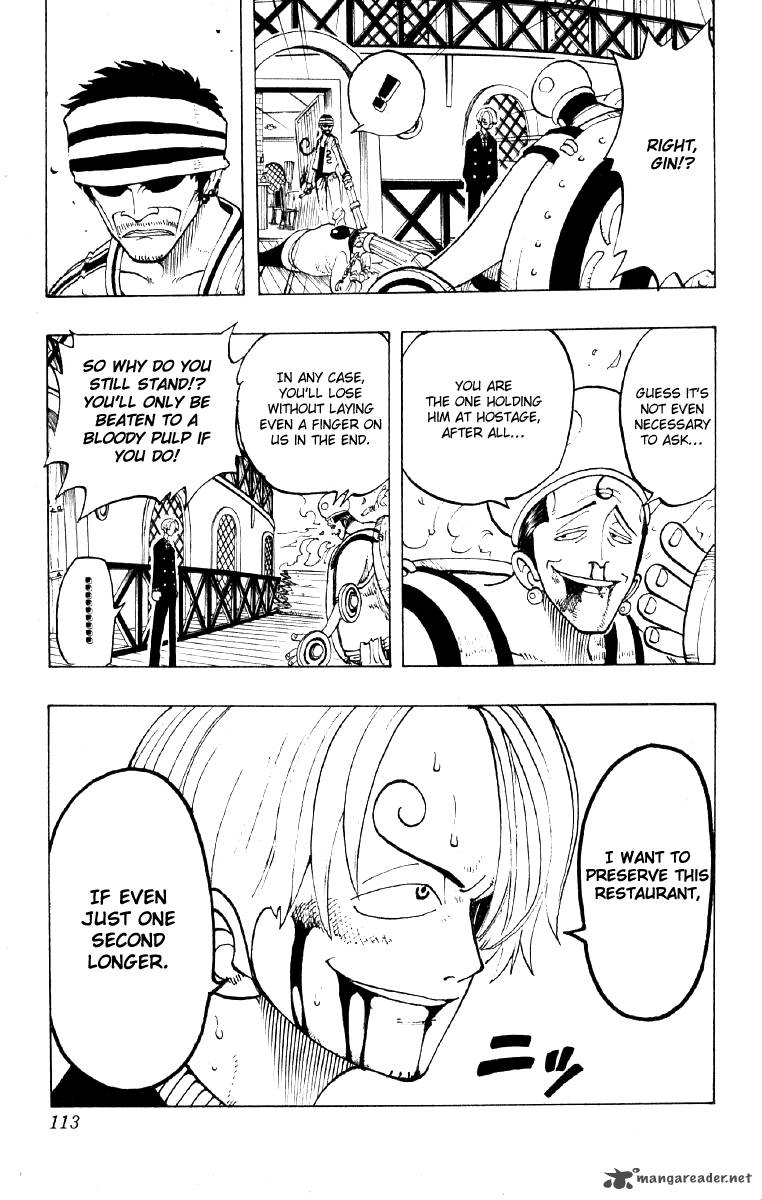 RIGHT,
GIN!?
!
GUESS IT'S
NOT EVEN
NECESSARY
TO ASK...
YOU ARE
THE ONE HOLDING
HIM AT HOSTAGE,
AFTER ALL...
IN ANY CASE,
YOU'LL LOSE
WITHOUT LAYING
EVEN A FINGER ON
US IN THE END.
SO WHY DO YOU
STILL STAND!?
YOU'LL ONLY BE
BEATEN TO A
BLOODY PULP IF
YOU DO!
.........
I WANT TO
PRESERVE THIS
RESTAURANT,
IF EVEN
JUST ONE
SECOND
LONGER.
ニッ
113
mangareader.net